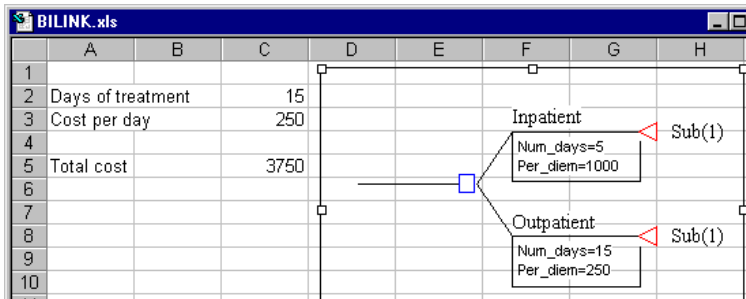 BILINK.xls
A B C D E F G H
1
2 Days of treatment 15
3 Cost per day 250
4
5 Total cost 3750
6
7
8
9
10
Inpatient
Sub(1)
Num_days=5
Per_diem=1000
Outpatient
Sub(1)
Num_days=15
Per_diem=250